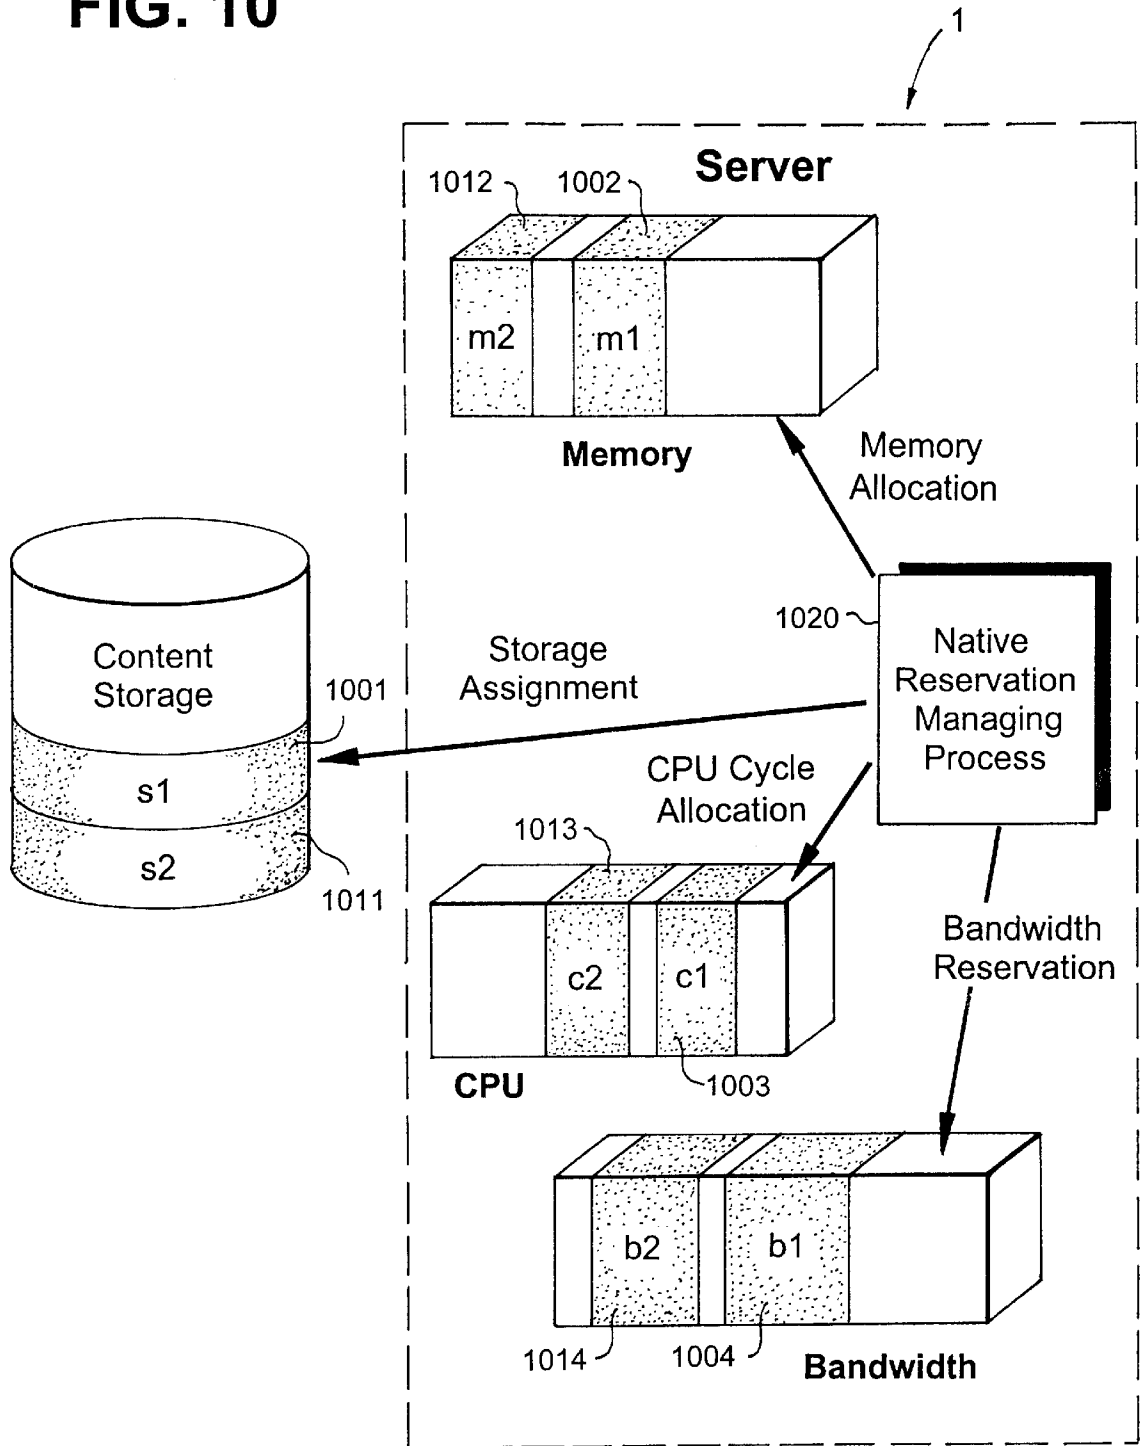 FIG. 10
1
Server
1012
1002
m2
m1
Memory
Memory
Allocation
1020
Native
Reservation
Managing
Process
Storage
Assignment
Content
Storage
1001
s1
s2
1011
CPU Cycle
Allocation
1013
c2
c1
1003
CPU
Bandwidth
Reservation
b2
b1
1014
1004
Bandwidth